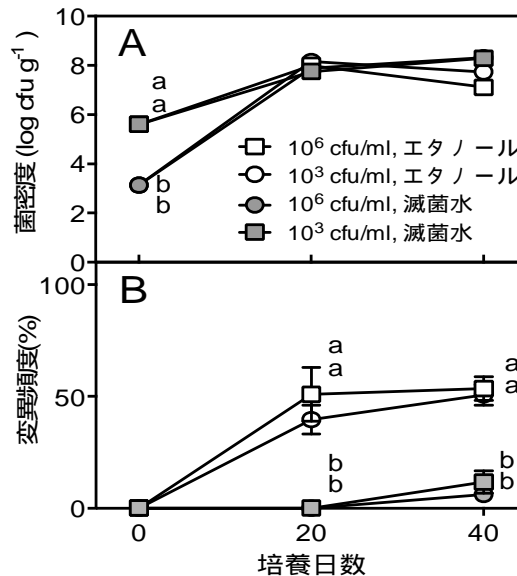 10
A
8
a
a
6
菌密度 (log cfu g-1)
10⁶ cfu/ml, エタノール
4
10³ cfu/ml, エタノール
b
b
10⁶ cfu/ml, 滅菌水
2
10³ cfu/ml, 滅菌水
0
B
100
変異頻度(%)
a
a
a
a
50
b
b
b
b
0
0 20 40
培養日数